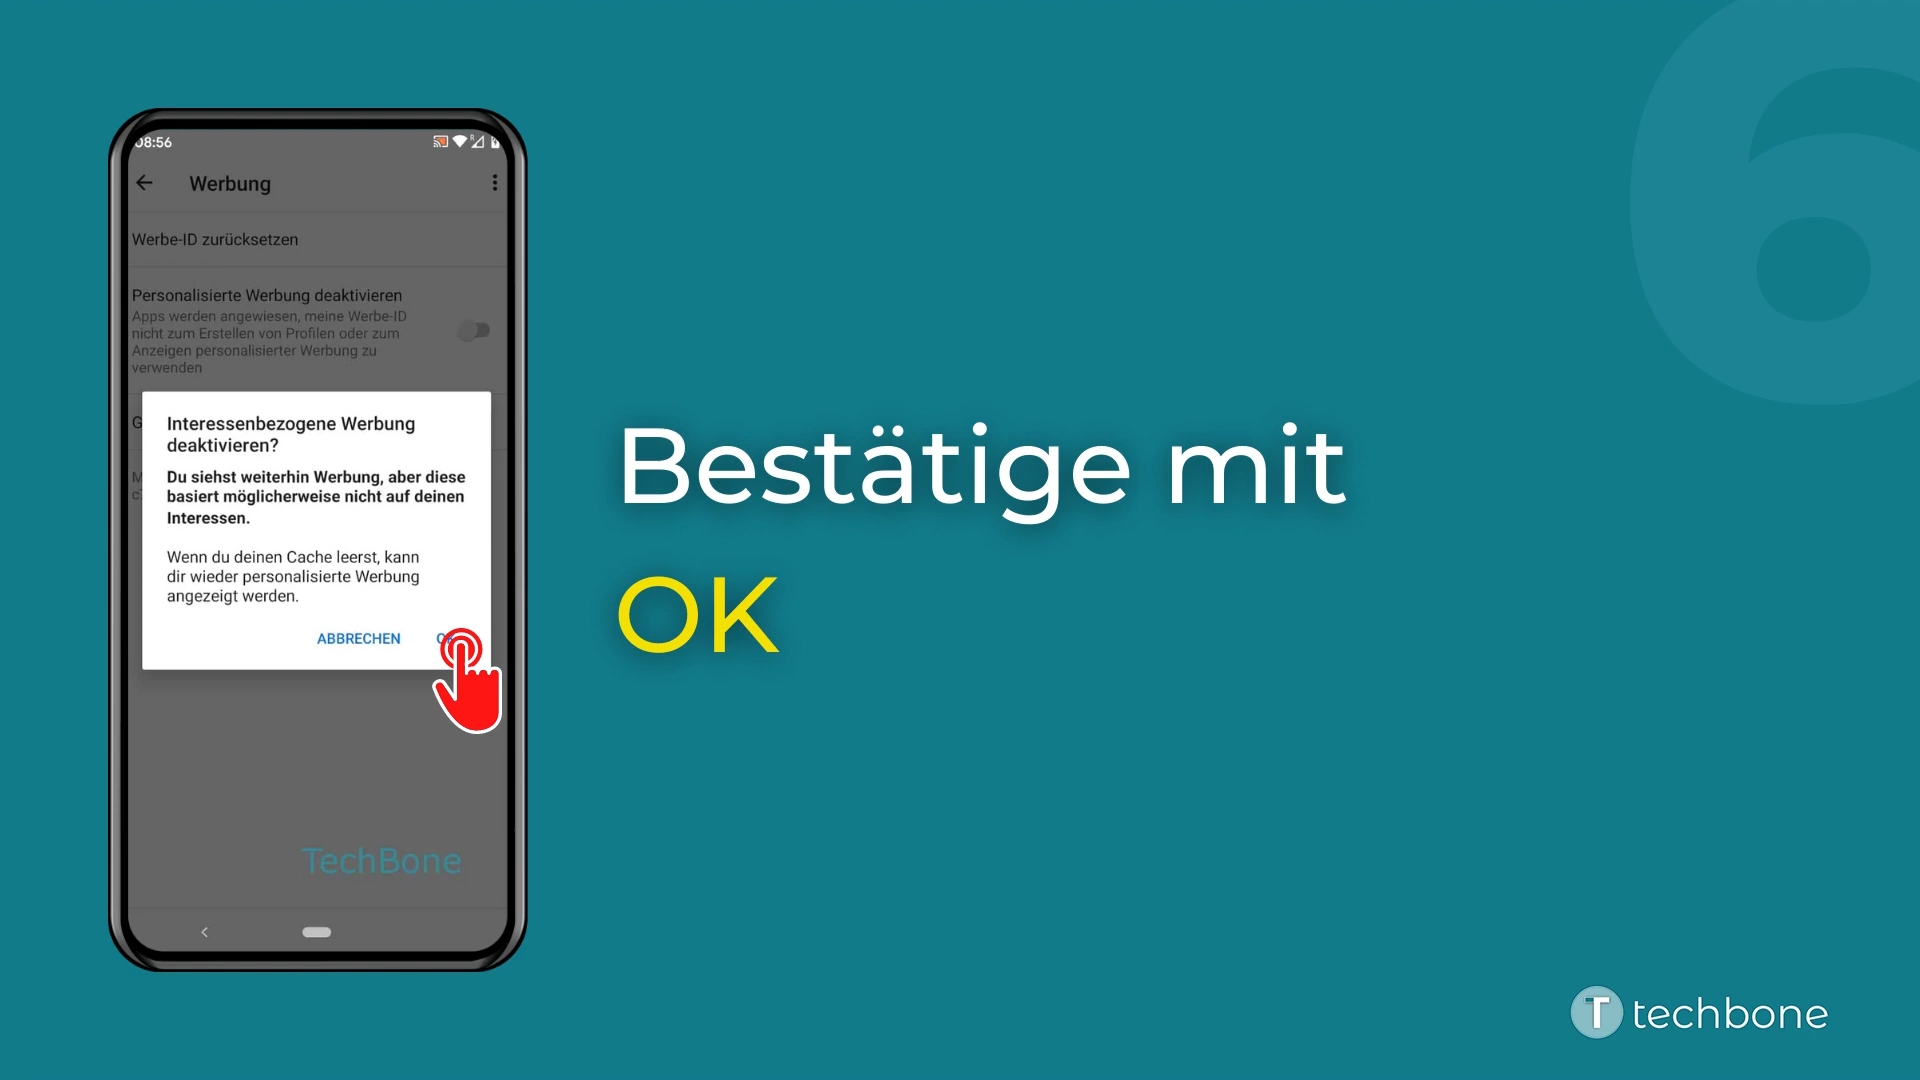 6
08:56
R
Werbung
Werbe-ID zurücksetzen
Personalisierte Werbung deaktivieren
Apps werden angewiesen, meine Werbe-ID
nicht zum Erstellen von Profilen oder zum
Anzeigen personalisierter Werbung zu
verwenden
Interessenbezogene Werbung
deaktivieren?
Du siehst weiterhin Werbung, aber diese
basiert möglicherweise nicht auf deinen
Interessen.
Wenn du deinen Cache leerst, kann
dir wieder personalisierte Werbung
angezeigt werden.
ABBRECHEN
TechBone
Bestätige mit
OK
T techbone